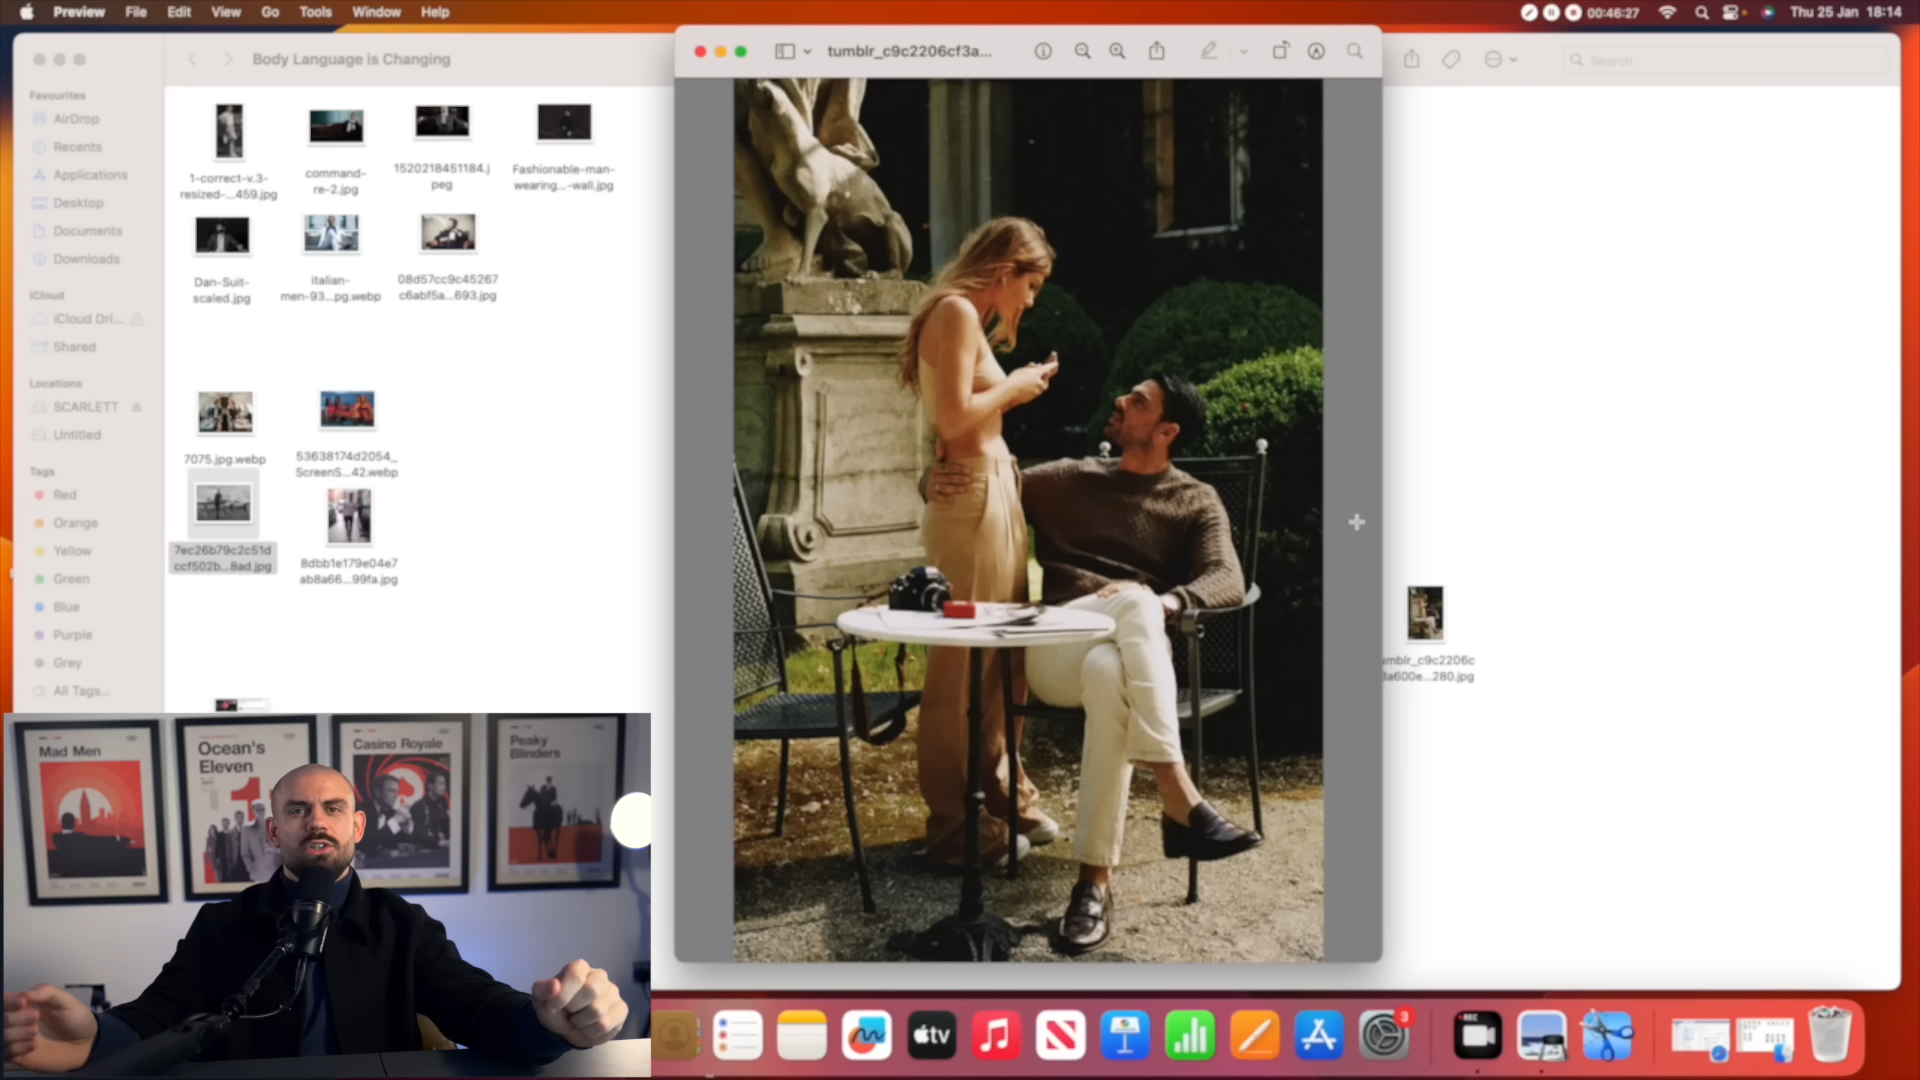 Preview File Edit View Go Tools Window Help
00:46:27
Thu 25 Jan 18:14
Body Language is Changing
tumblr_c9c2206cf3a...
Search
Favourites
AirDrop
Recents
Applications
Desktop
Documents
Downloads
iCloud
iCloud Dri...
Shared
Locations
SCARLETT
Untitled
Tags
Red
Orange
Yellow
Green
Blue
Purple
Grey
All Tags...
1-correct-v.3-
resized-...459.jpg
command-
re-2.jpg
1520218451184.j
peg
Fashionable-man-
wearing...-wall.jpg
Dan-Suit-
scaled.jpg
italian-
men-93...pg.webp
08d57cc9c45267
c6abf5a...693.jpg
7075.jpg.webp
53638174d2054_
ScreenS...42.webp
7ec26b79c2c51d
ccf502b...8ad.jpg
8dbb1e179e04e7
ab8a66...99fa.jpg
umblr_c9c2206c
3a600e...280.jpg
Mad Men
Ocean's
Eleven
11
Casino Royale
Peaky
Blinders
tv
3
REC